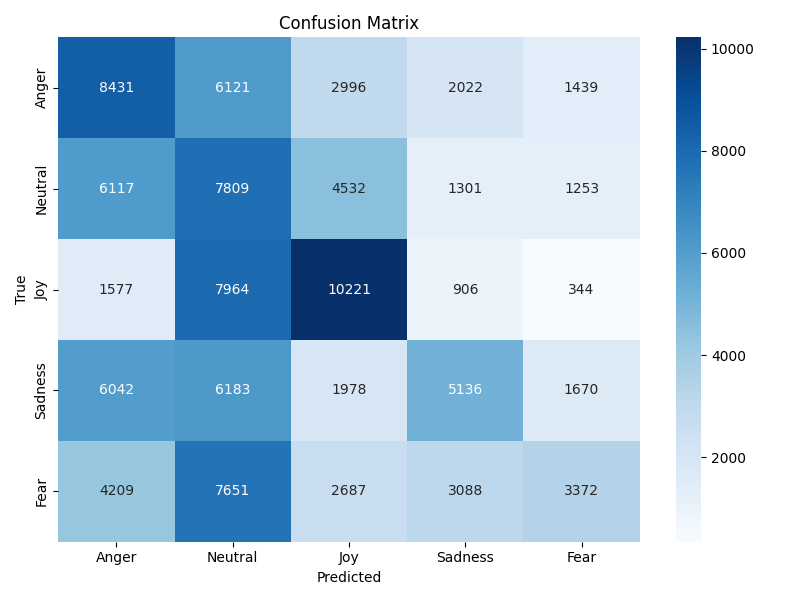 Confusion Matrix
True
Anger 8431 6121 2996 2022 1439
Neutral 6117 7809 4532 1301 1253
Joy 1577 7964 10221 906 344
Sadness 6042 6183 1978 5136 1670
Fear 4209 7651 2687 3088 3372
Anger Neutral Joy Sadness Fear
Predicted
10000
8000
6000
4000
2000